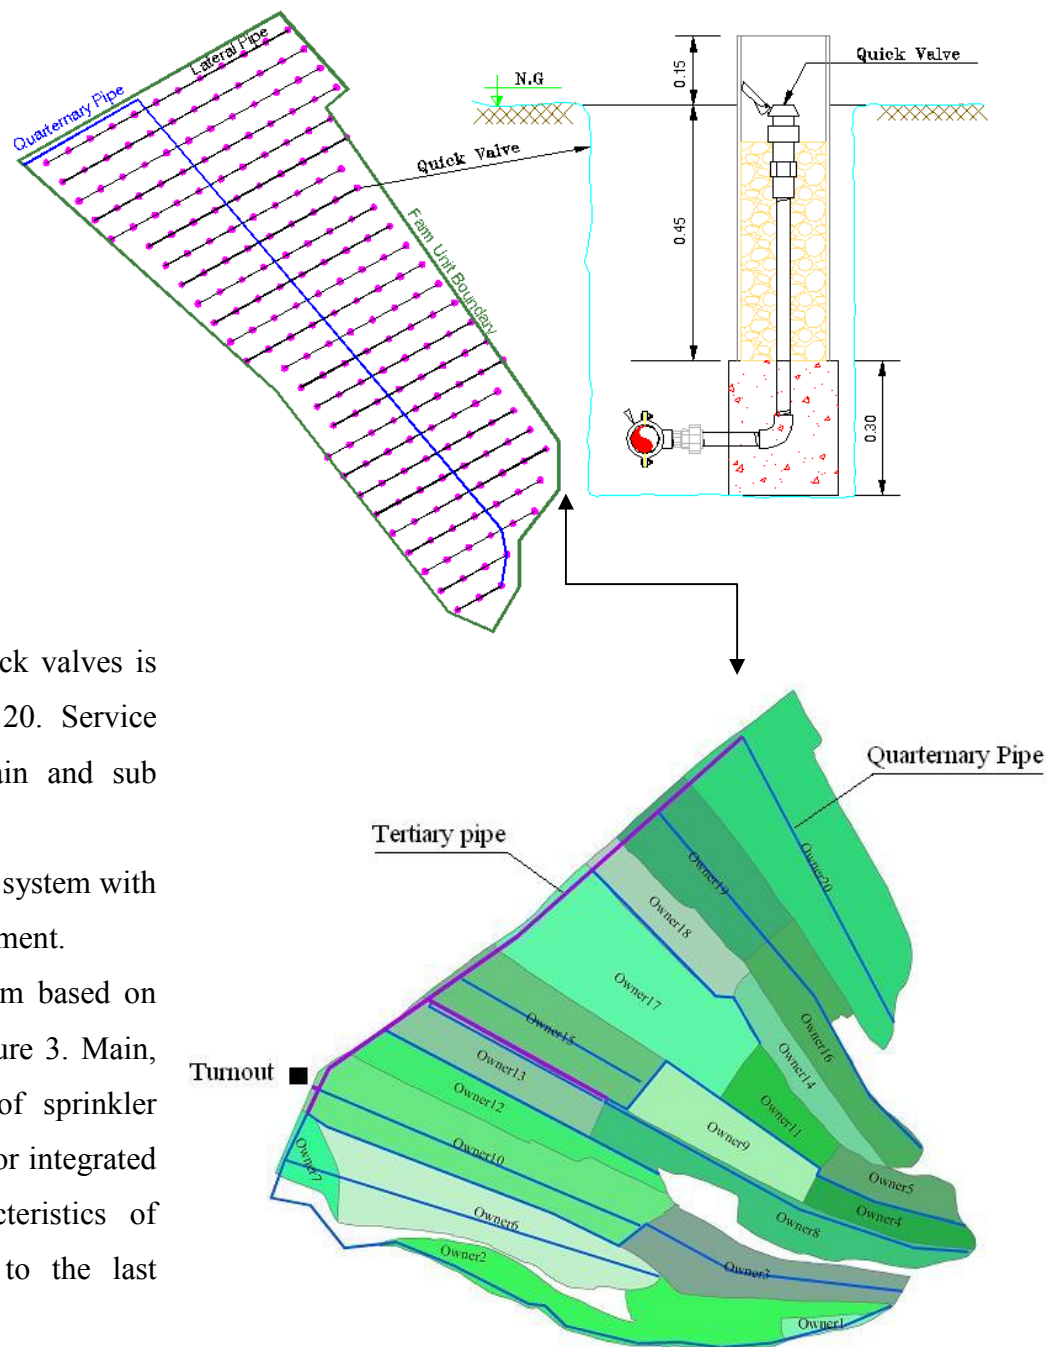 Lateral Pipe
Quarternary Pipe
Quick Valve
Farm Unit Boundary
N.G
Quick Valve
0.15
0.45
0.30
ck valves is
20. Service
ain and sub
system with
ment.
m based on
ure 3. Main,
of sprinkler
or integrated
cteristics of
to the last
Quarternary Pipe
Tertiary pipe
Turnout
Owner20
Owner19
Owner18
Owner17
Owner16
Owner15
Owner14
Owner13
Owner12
Owner11
Owner10
Owner9
Owner7
Owner5
Owner4
Owner8
Owner6
Owner3
Owner2
Owner1